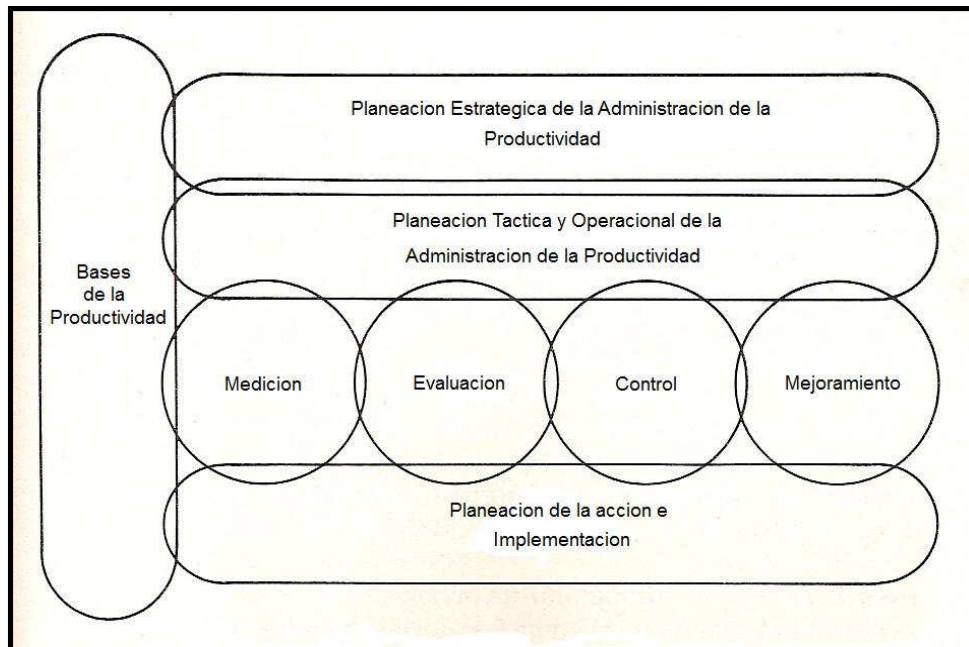 Planeacion Estrategica de la Administracion de la
Productividad
Planeacion Tactica y Operacional de la
Administracion de la Productividad
Bases
de la
Productividad
Medicion
Evaluacion
Control
Mejoramiento
Planeacion de la accion e
Implementacion